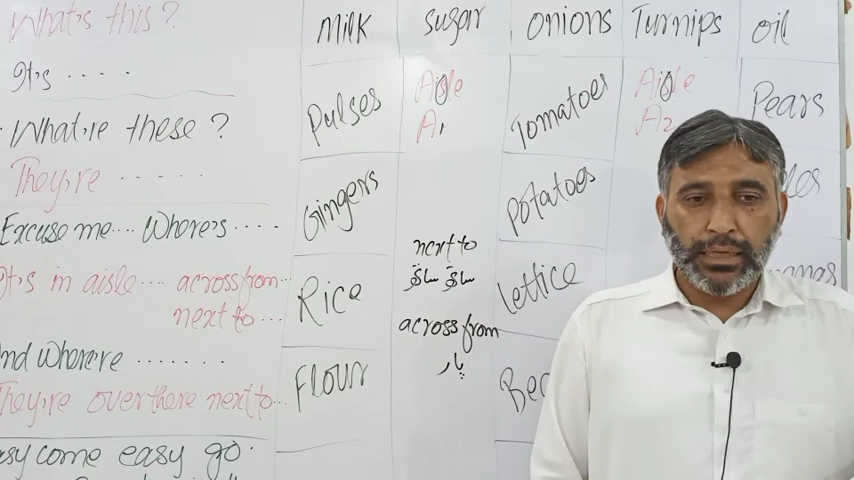 What's this?
It's ....
What're these?
They're .....
Excuse me.... Where's ....
It's in aisle.... across from...
next to...
And where're .......
They're over there next to...
easy come easy go.
Milk
Pulses
Gingers
Rice
Flour
Sugar
Aisle
A1
next to
ساتھ ساتھ
across from
پار
Onions
Tomatoes
Potatoes
Lettice
Turnips
Aisle
A2
Oil
Pears